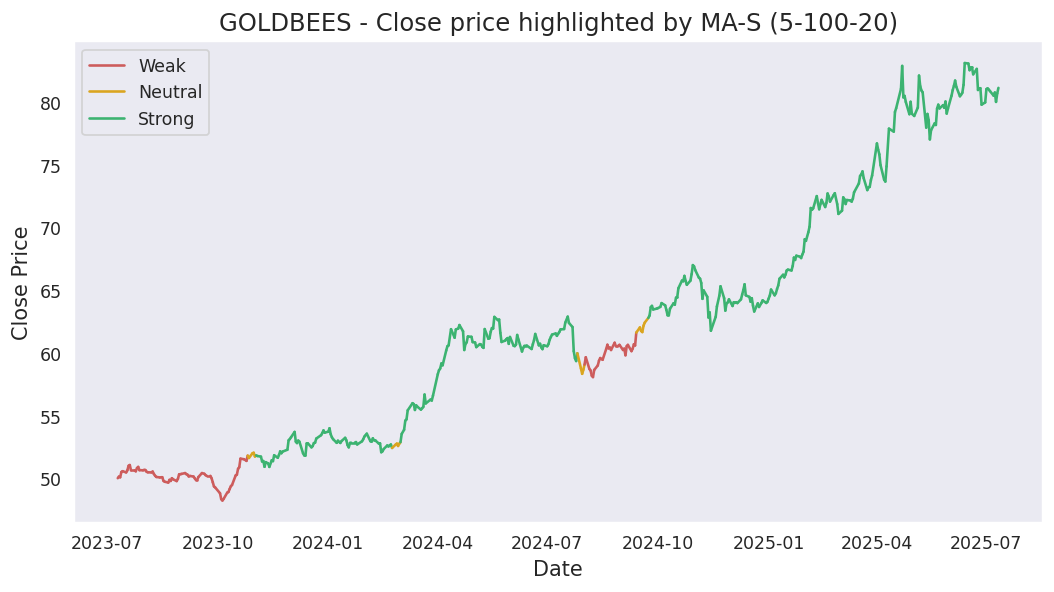 GOLDBEES - Close price highlighted by MA-S (5-100-20)
Weak
Neutral
Strong
Close Price
80
75
70
65
60
55
50
2023-07 2023-10 2024-01 2024-04 2024-07 2024-10 2025-01 2025-04 2025-07
Date